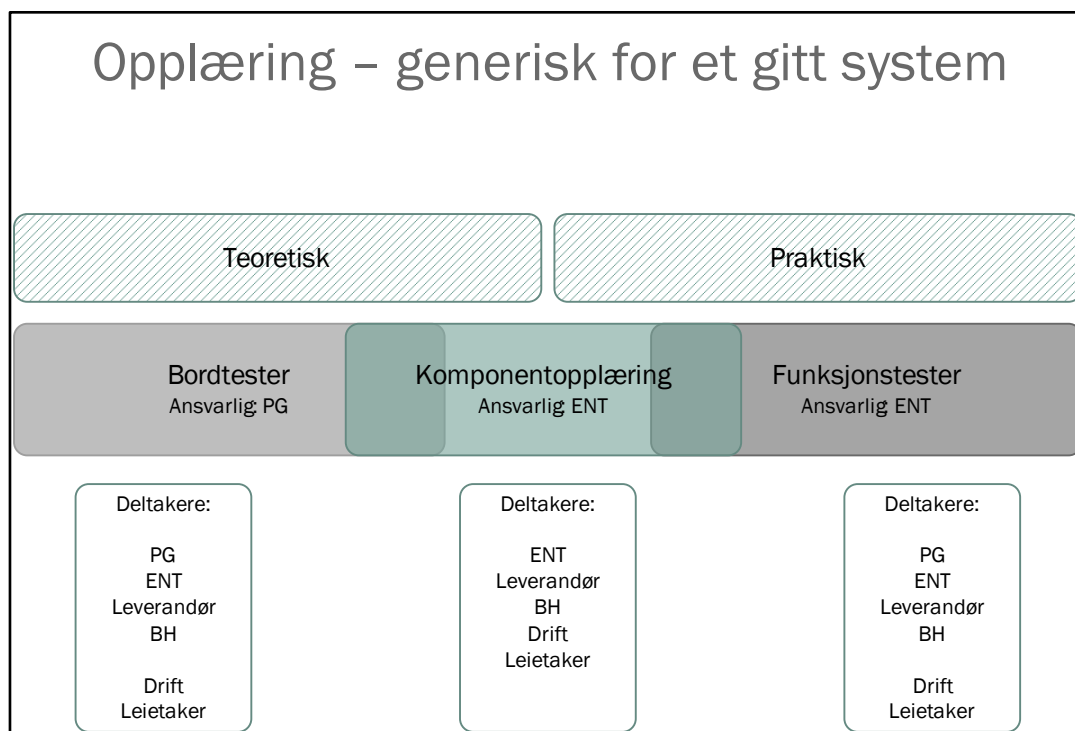 Opplæring – generisk for et gitt system
Teoretisk
Praktisk
Bordtester
Ansvarlig PG
Komponentopplæring
Ansvarlig ENT
Funksjonstester
Ansvarlig ENT
Deltakere:
PG
ENT
Leverandør
BH
Drift
Leietaker
Deltakere:
ENT
Leverandør
BH
Drift
Leietaker
Deltakere:
PG
ENT
Leverandør
BH
Drift
Leietaker